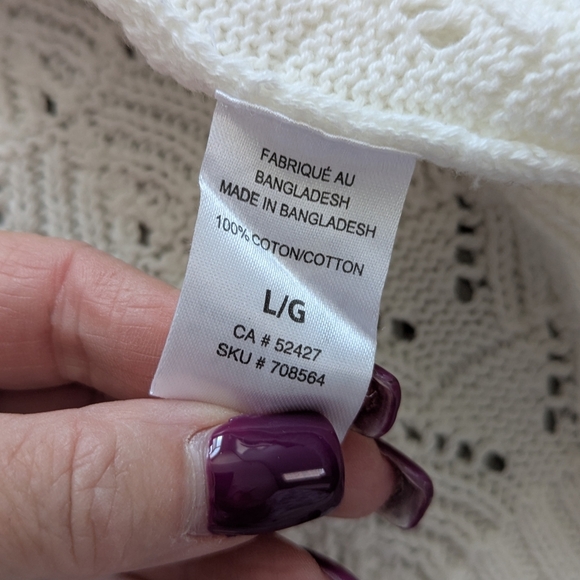 FABRIQUÉ AU
BANGLADESH
MADE IN BANGLADESH
100% COTON/COTTON
L/G
CA # 52427
SKU # 708564